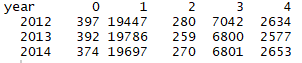 year 0 1 2 3 4
2012 397 19447 280 7042 2634
2013 392 19786 259 6800 2577
2014 374 19697 270 6801 2653